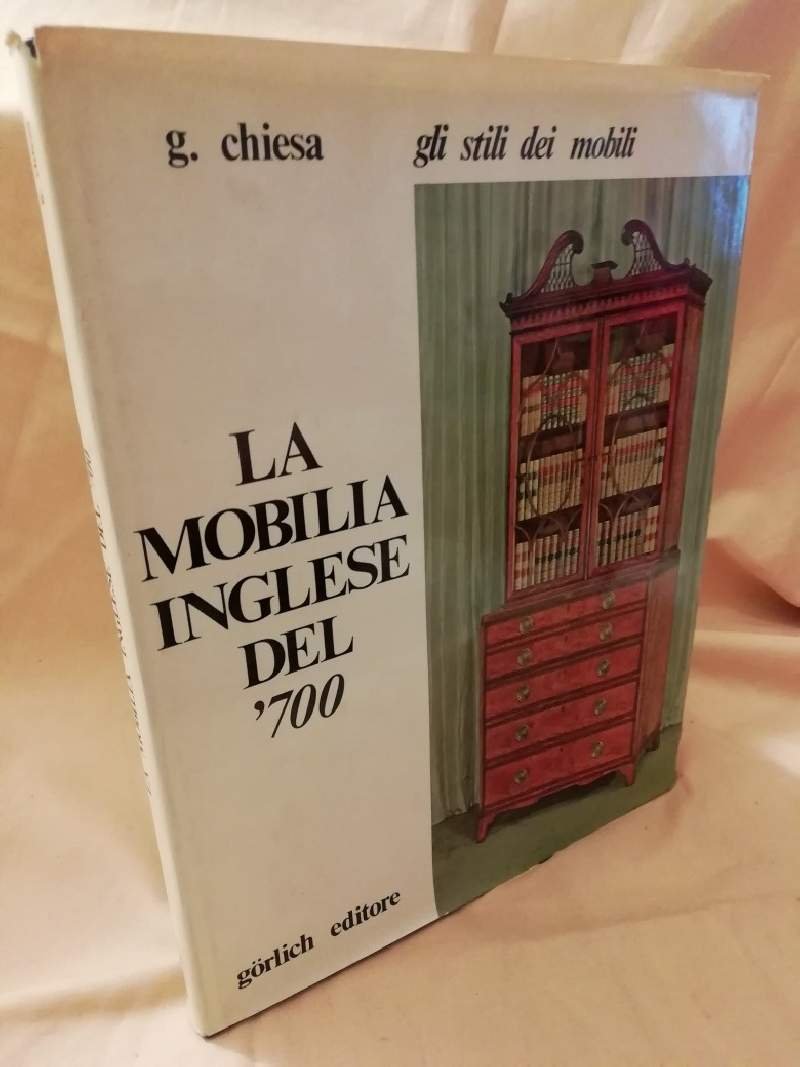 g. chiesa
gli stili dei mobili
LA
MOBILIA
INGLESE
DEL
'700
görlich editore